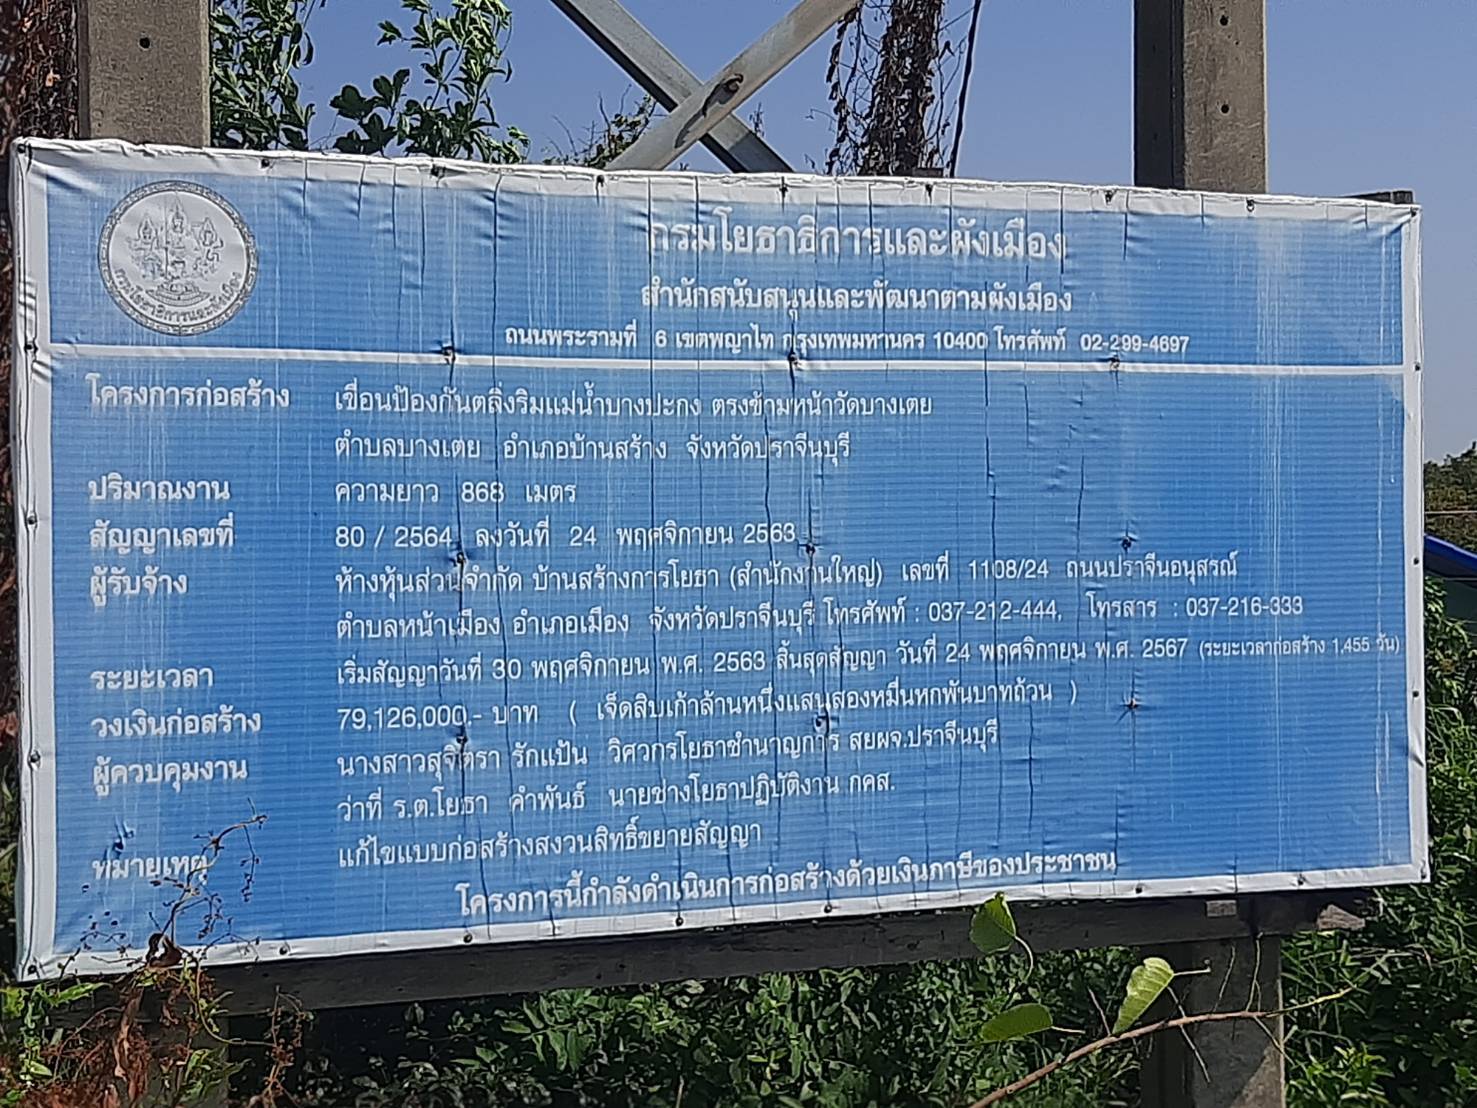 กรมโยธาธิการและผังเมือง
กรมโยธาธิการและผังเมือง
สำนักสนับสนุนและพัฒนาตามผังเมือง
ถนนพระรามที่ 6 เขตพญาไท กรุงเทพมหานคร 10400 โทรศัพท์ 02-299-4697
โครงการก่อสร้าง เขื่อนป้องกันตลิ่งริมแม่น้ำบางปะกง ตรงข้ามหน้าวัดบางเตย
ตำบลบางเตย อำเภอบ้านสร้าง จังหวัดปราจีนบุรี
ปริมาณงาน ความยาว 868 เมตร
สัญญาเลขที่ 80 / 2564 ลงวันที่ 24 พฤศจิกายน 2563
ผู้รับจ้าง ห้างหุ้นส่วนจำกัด บ้านสร้างการโยธา (สำนักงานใหญ่) เลขที่ 1108/24 ถนนปราจีนอนุสรณ์
ตำบลหน้าเมือง อำเภอเมือง จังหวัดปราจีนบุรี โทรศัพท์ : 037-212-444, โทรสาร : 037-216-333
ระยะเวลา เริ่มสัญญาวันที่ 30 พฤศจิกายน พ.ศ. 2563 สิ้นสุดสัญญา วันที่ 24 พฤศจิกายน พ.ศ. 2567 (ระยะเวลาก่อสร้าง 1,455 วัน)
วงเงินก่อสร้าง 79,126,000.- บาท ( เจ็ดสิบเก้าล้านหนึ่งแสนสองหมื่นหกพันบาทถ้วน )
ผู้ควบคุมงาน นางสาวสุจิตรา รักแป้น วิศวกรโยธาชำนาญการ สยผจ.ปราจีนบุรี
ว่าที่ ร.ต.โยธา คำพันธ์ นายช่างโยธาปฏิบัติงาน กคส.
หมายเหตุ แก้ไขแบบก่อสร้างสงวนสิทธิ์ขยายสัญญา
โครงการนี้กำลังดำเนินการก่อสร้างด้วยเงินภาษีของประชาชน